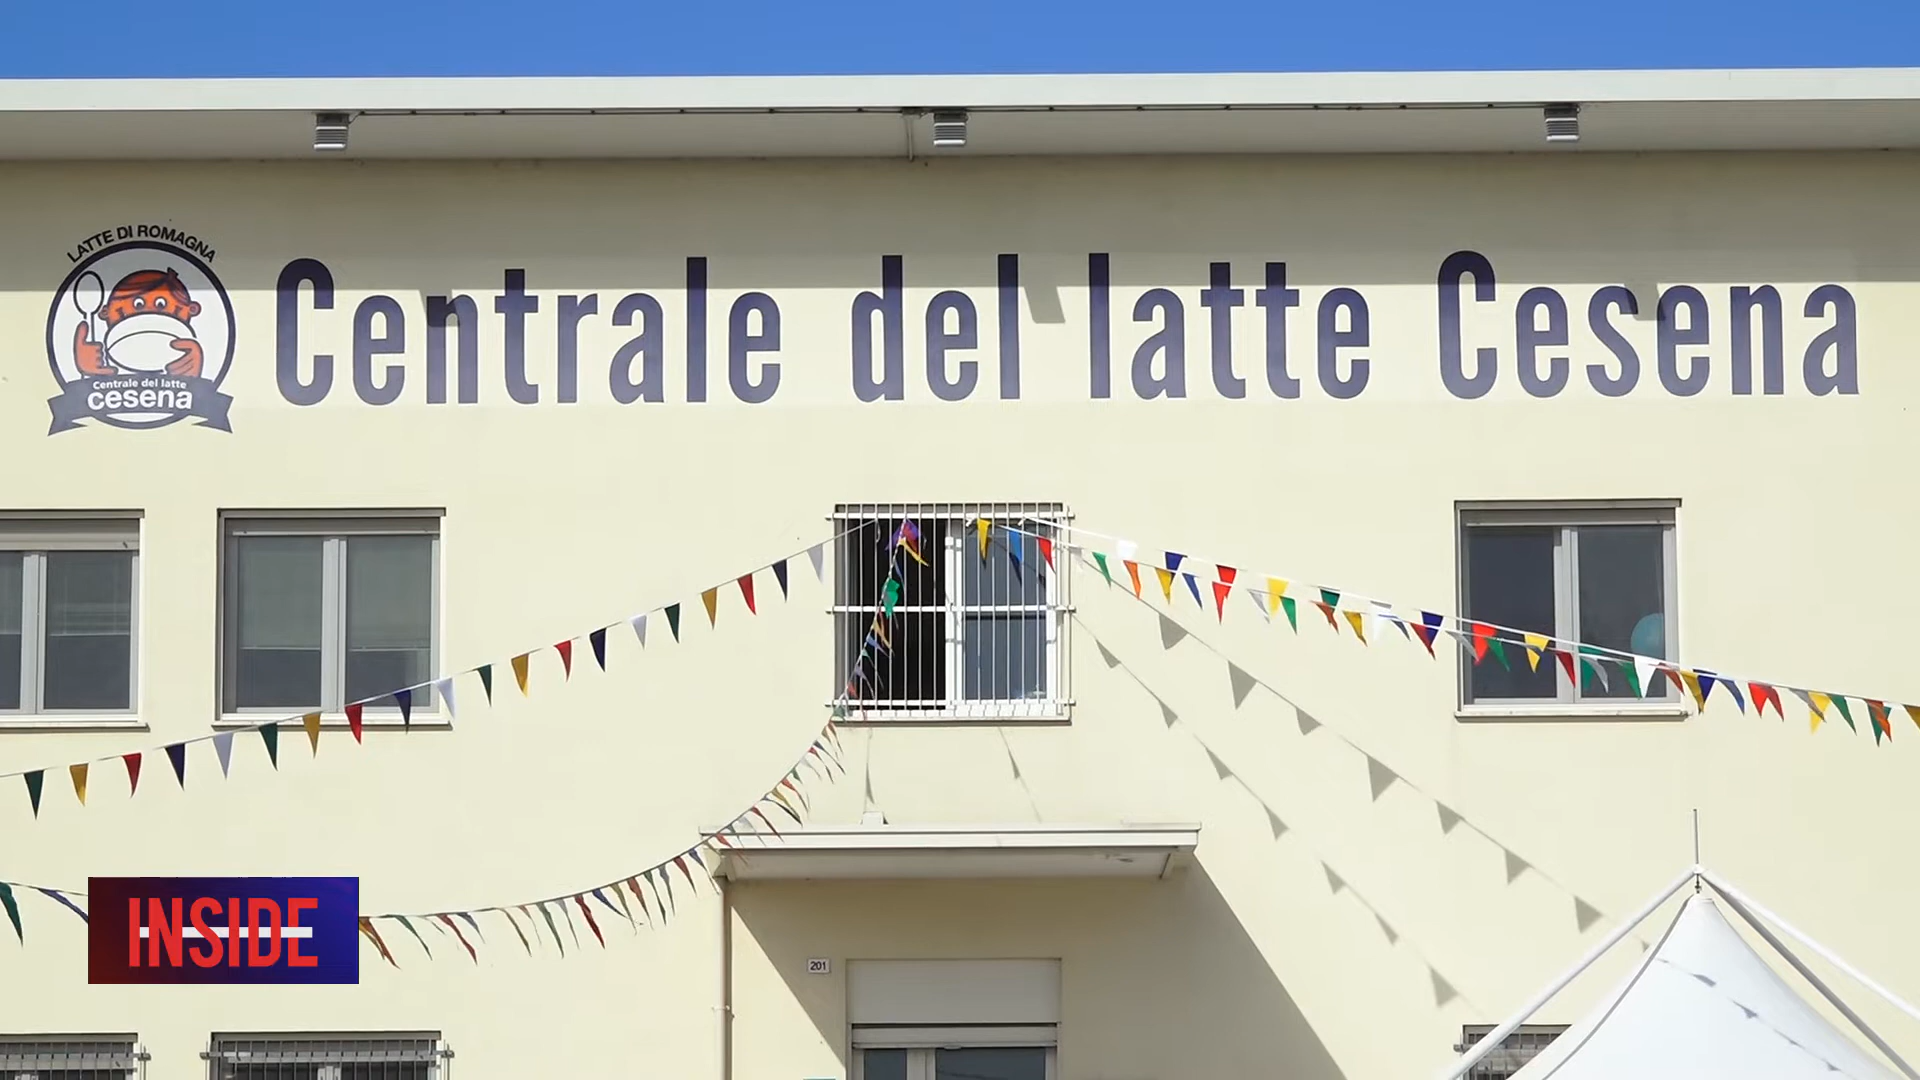 LATTE DI ROMAGNA
Centrale del latte
cesena
Centrale del latte Cesena
201
INSIDE